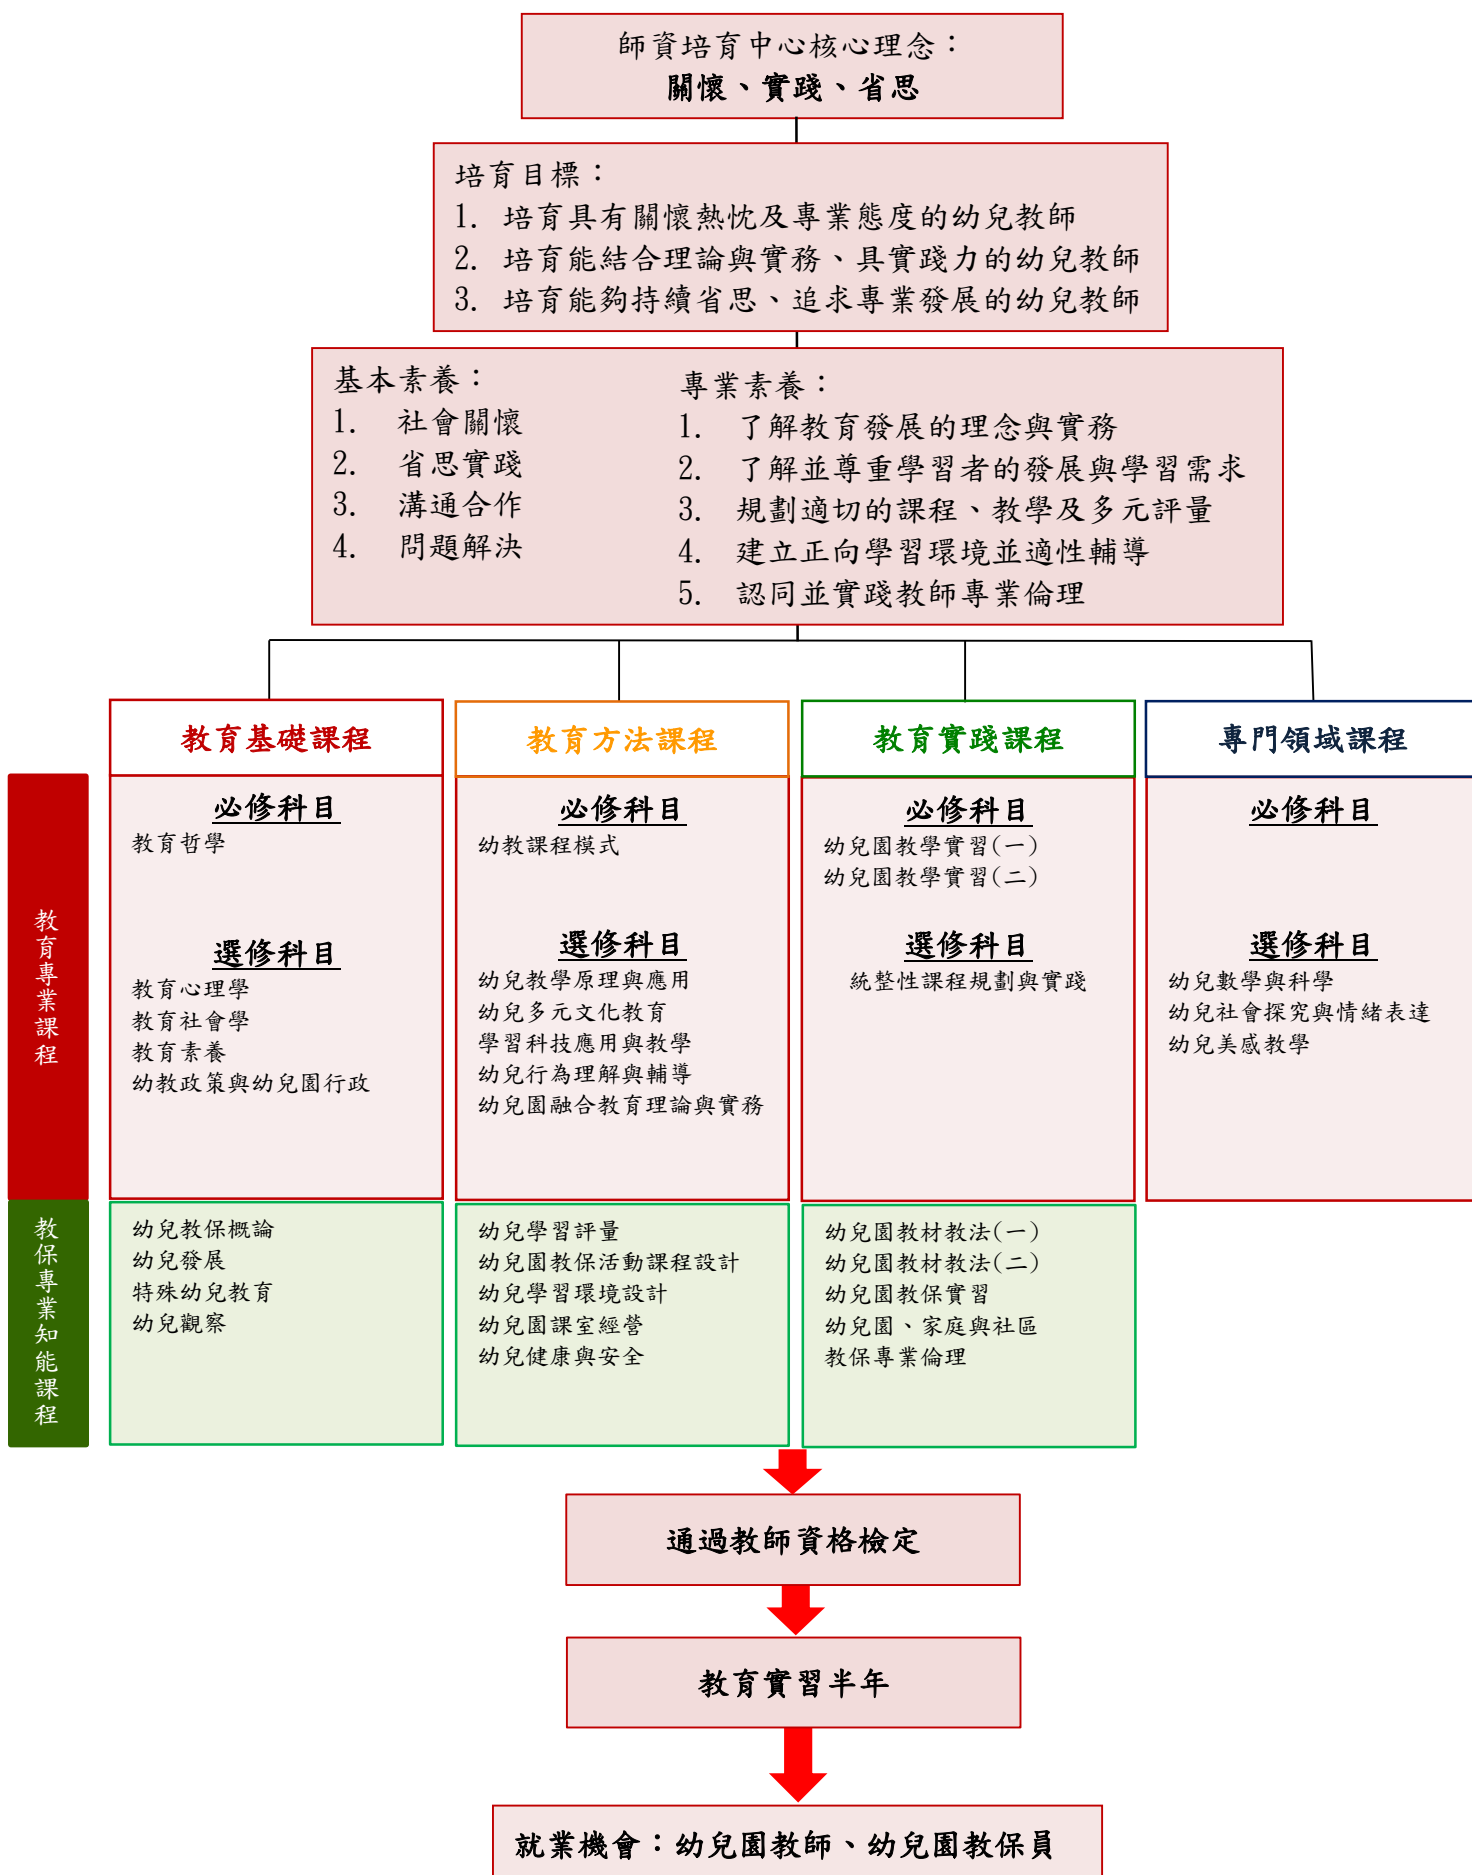 師資培育中心核心理念：
關懷、實踐、省思
培育目標：
1. 培育具有關懷熱忱及專業態度的幼兒教師
2. 培育能結合理論與實務、具實踐力的幼兒教師
3. 培育能夠持續省思、追求專業發展的幼兒教師
基本素養：
1. 社會關懷
2. 省思實踐
3. 溝通合作
4. 問題解決
專業素養：
1. 了解教育發展的理念與實務
2. 了解並尊重學習者的發展與學習需求
3. 規劃適切的課程、教學及多元評量
4. 建立正向學習環境並適性輔導
5. 認同並實踐教師專業倫理
教育專業課程
教保專業知能課程
教育基礎課程
必修科目
教育哲學
選修科目
教育心理學
教育社會學
教育素養
幼教政策與幼兒園行政
幼兒教保概論
幼兒發展
特殊幼兒教育
幼兒觀察
教育方法課程
必修科目
幼教課程模式
選修科目
幼兒教學原理與應用
幼兒多元文化教育
學習科技應用與教學
幼兒行為理解與輔導
幼兒園融合教育理論與實務
幼兒學習評量
幼兒園教保活動課程設計
幼兒學習環境設計
幼兒園課室經營
幼兒健康與安全
教育實踐課程
必修科目
幼兒園教學實習(一)
幼兒園教學實習(二)
選修科目
統整性課程規劃與實踐
幼兒園教材教法(一)
幼兒園教材教法(二)
幼兒園教保實習
幼兒園、家庭與社區
教保專業倫理
專門領域課程
必修科目
選修科目
幼兒數學與科學
幼兒社會探究與情緒表達
幼兒美感教學
通過教師資格檢定
教育實習半年
就業機會：幼兒園教師、幼兒園教保員